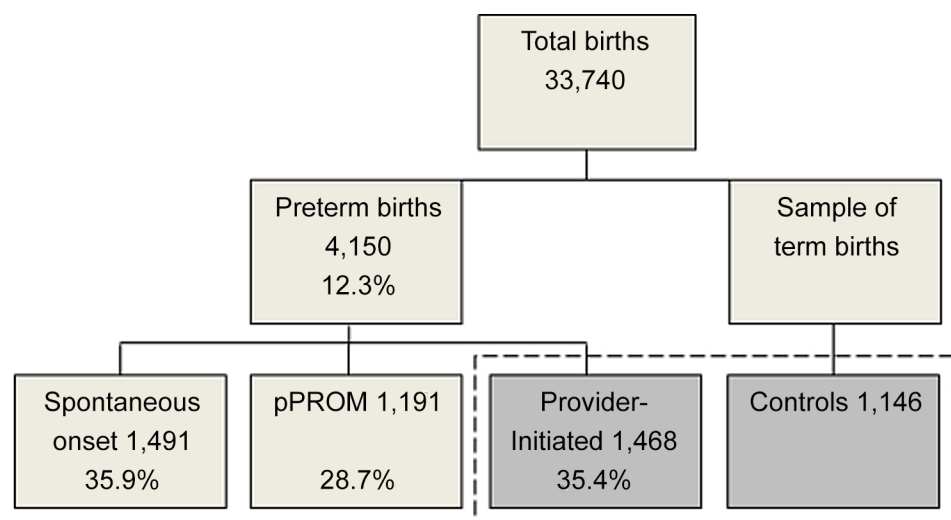 Total births
33,740
Preterm births
4,150
12.3%
Sample of
term births
Spontaneous
onset 1,491
35.9%
pPROM 1,191
28.7%
Provider-
Initiated 1,468
35.4%
Controls 1,146